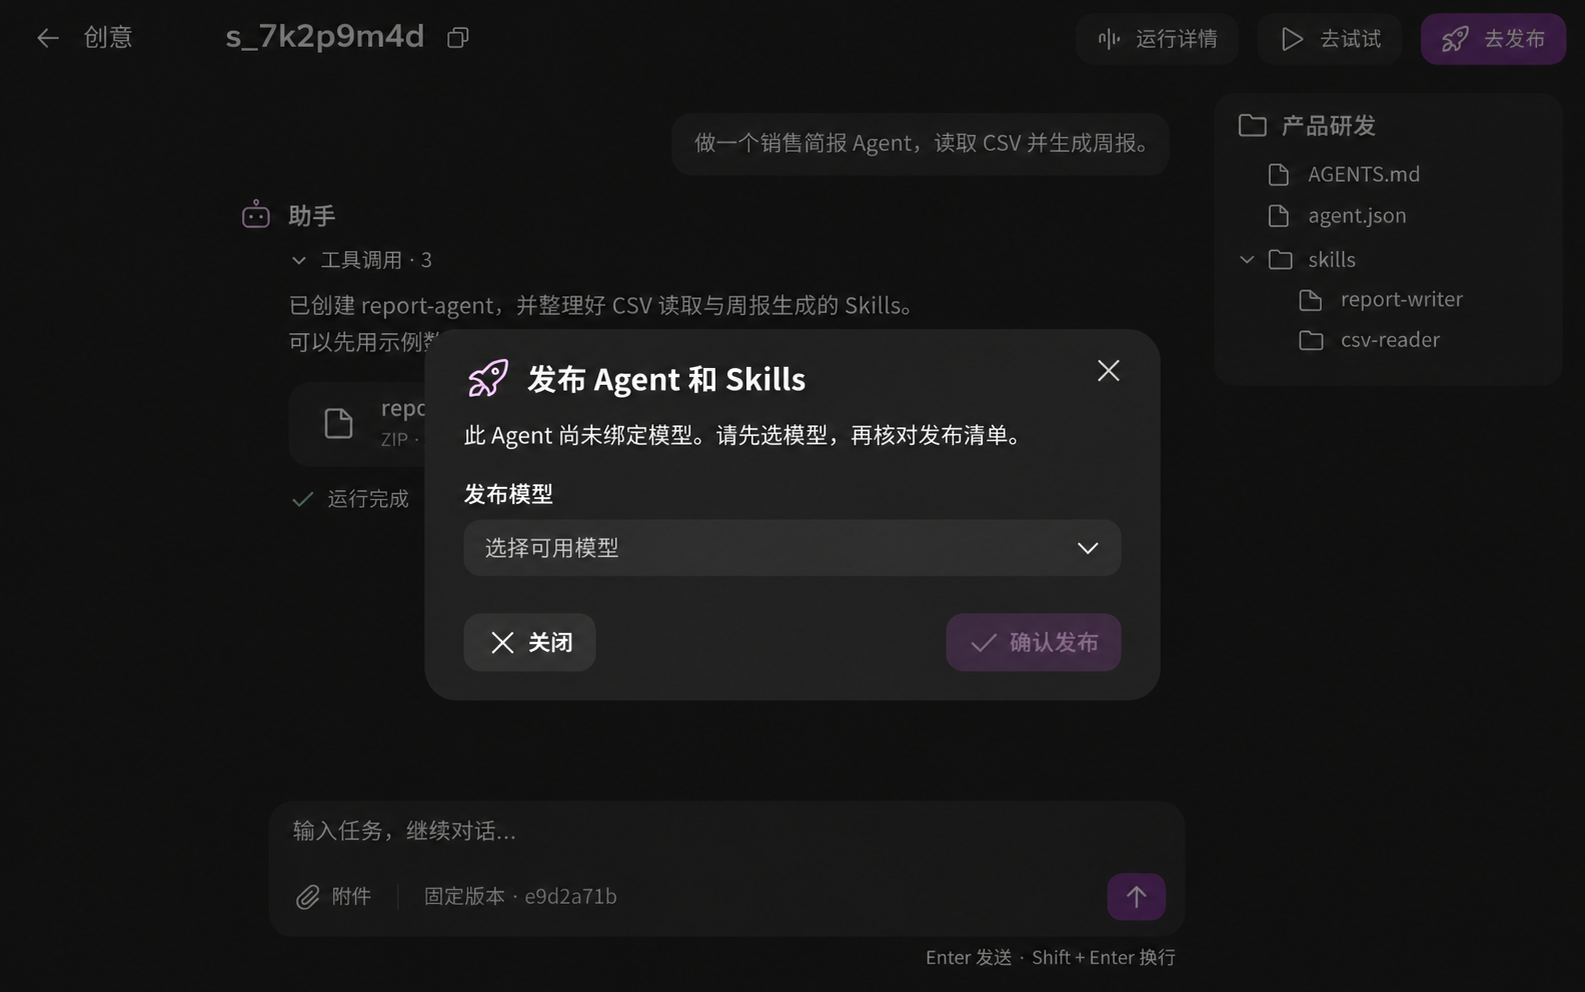 创意
s_7k2p9m4d
运行详情
去试试
去发布
做一个销售简报 Agent，读取 CSV 并生成周报。
产品研发
AGENTS.md
agent.json
skills
report-writer
csv-reader
助手
工具调用 · 3
已创建 report-agent，并整理好 CSV 读取与周报生成的 Skills。
可以先用示例数
repo
ZIP ·
运行完成
发布 Agent 和 Skills
此 Agent 尚未绑定模型。请先选模型，再核对发布清单。
发布模型
选择可用模型
关闭
确认发布
输入任务，继续对话...
附件
固定版本 · e9d2a71b
Enter 发送 · Shift + Enter 换行